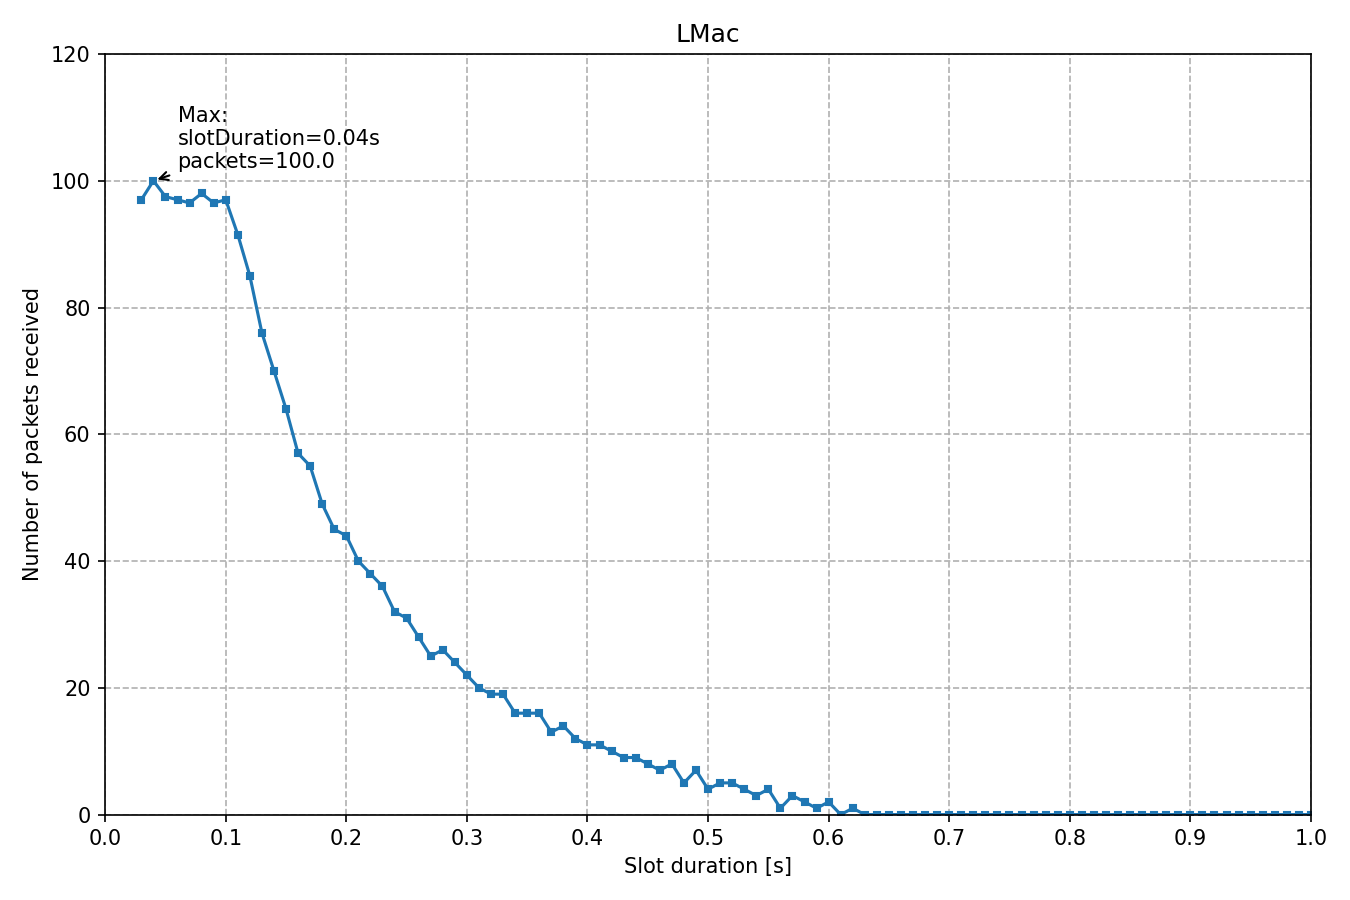 LMac
120
100
80
60
40
20
0
Number of packets received
Max:
slotDuration=0.04s
packets=100.0
0.0 0.1 0.2 0.3 0.4 0.5 0.6 0.7 0.8 0.9 1.0
Slot duration [s]